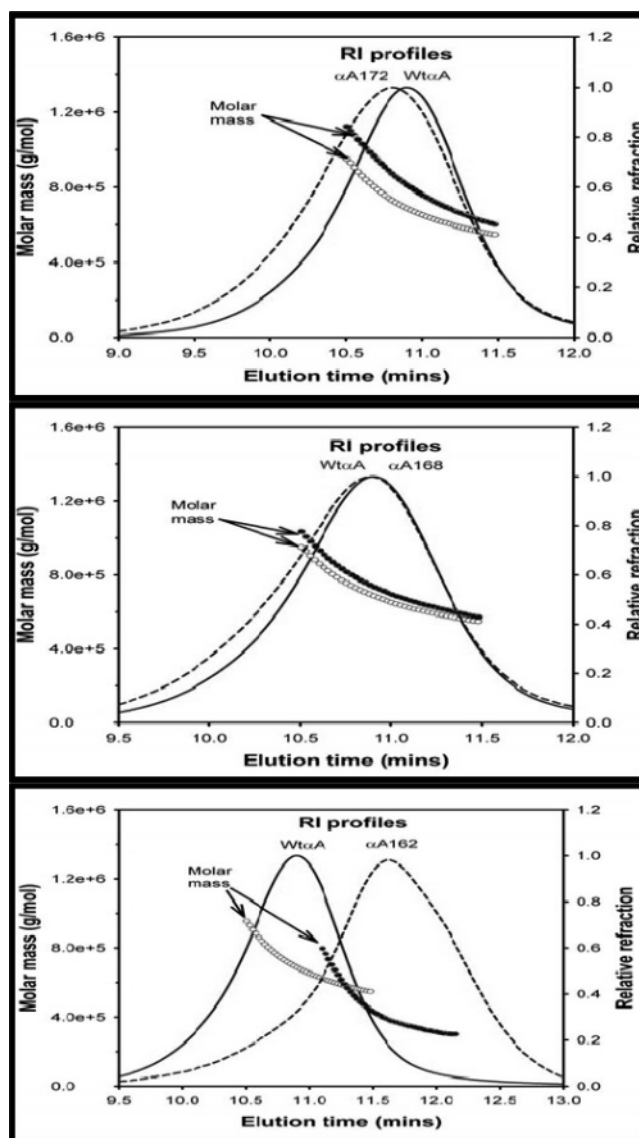 RI profiles
αA172 WtαA
Molar
mass
Molar mass (g/mol)
1.6e+6
1.2e+6
8.0e+5
4.0e+5
0.0
Relative refraction
1.2
1.0
0.8
0.6
0.4
0.2
0.0
9.0 9.5 10.0 10.5 11.0 11.5 12.0
Elution time (mins)
RI profiles
WtαA αA168
Molar
mass
Molar mass (g/mol)
1.6e+6
1.2e+6
8.0e+5
4.0e+5
0.0
Relative refraction
1.2
1.0
0.8
0.6
0.4
0.2
0.0
9.5 10.0 10.5 11.0 11.5 12.0
Elution time (mins)
RI profiles
WtαA αA162
Molar
mass
Molar mass (g/mol)
1.6e+6
1.2e+6
8.0e+5
4.0e+5
0.0
Relative refraction
1.2
1.0
0.8
0.6
0.4
0.2
0.0
9.5 10.0 10.5 11.0 11.5 12.0 12.5 13.0
Elution time (mins)